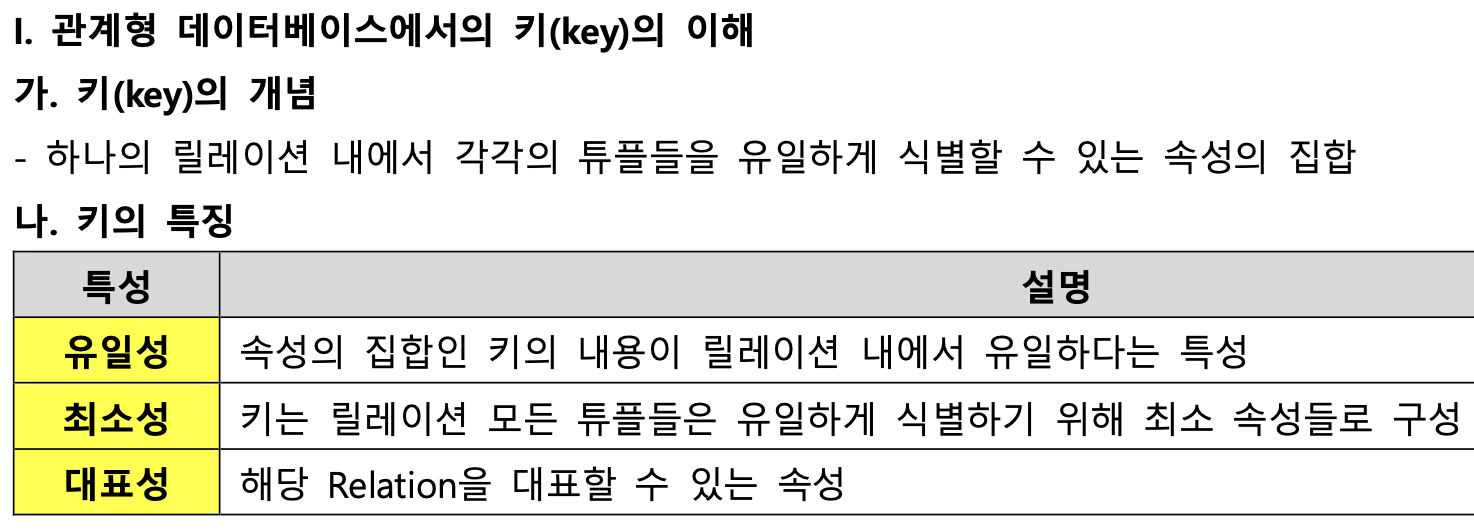 I. 관계형 데이터베이스에서의 키(key)의 이해
가. 키(key)의 개념
- 하나의 릴레이션 내에서 각각의 튜플들을 유일하게 식별할 수 있는 속성의 집합
나. 키의 특징
특성 설명
유일성 속성의 집합인 키의 내용이 릴레이션 내에서 유일하다는 특성
최소성 키는 릴레이션 모든 튜플들은 유일하게 식별하기 위해 최소 속성들로 구성
대표성 해당 Relation을 대표할 수 있는 속성